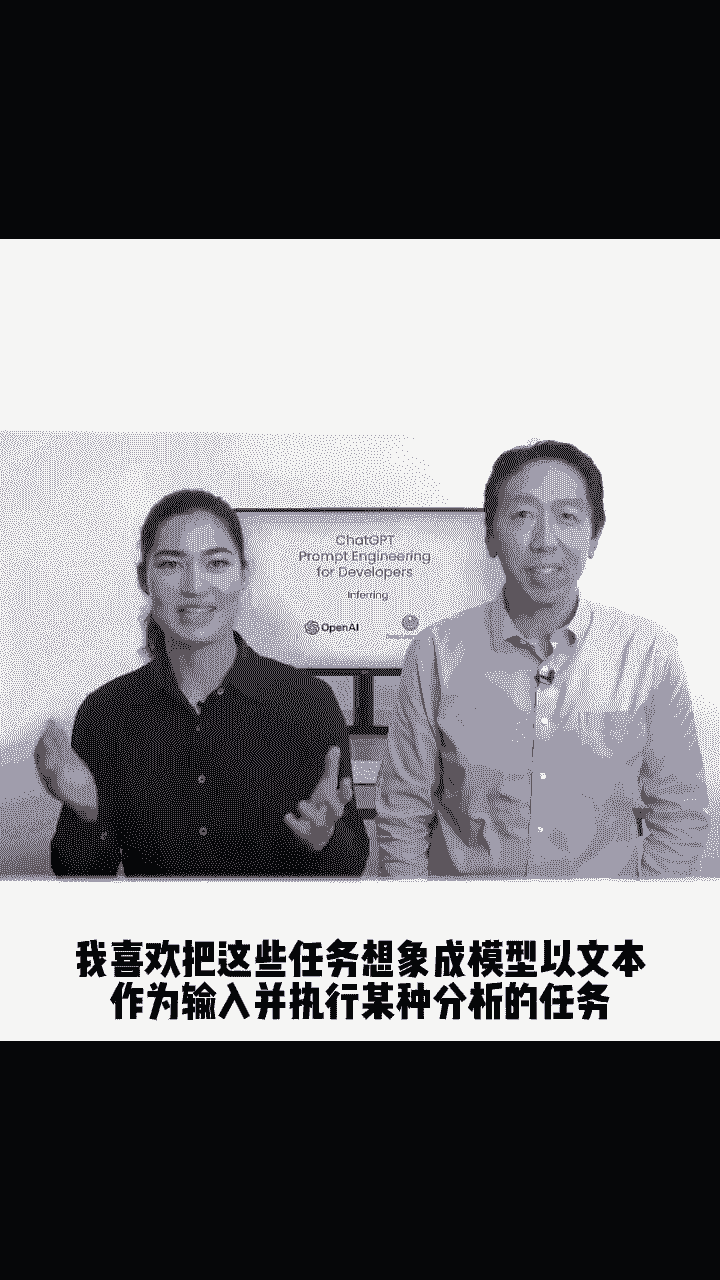 ChatGPT
Prompt Engineering
for Developers
Inferring
OpenAI
我喜欢把这些任务想象成模型以文本
作为输入并执行某种分析的任务